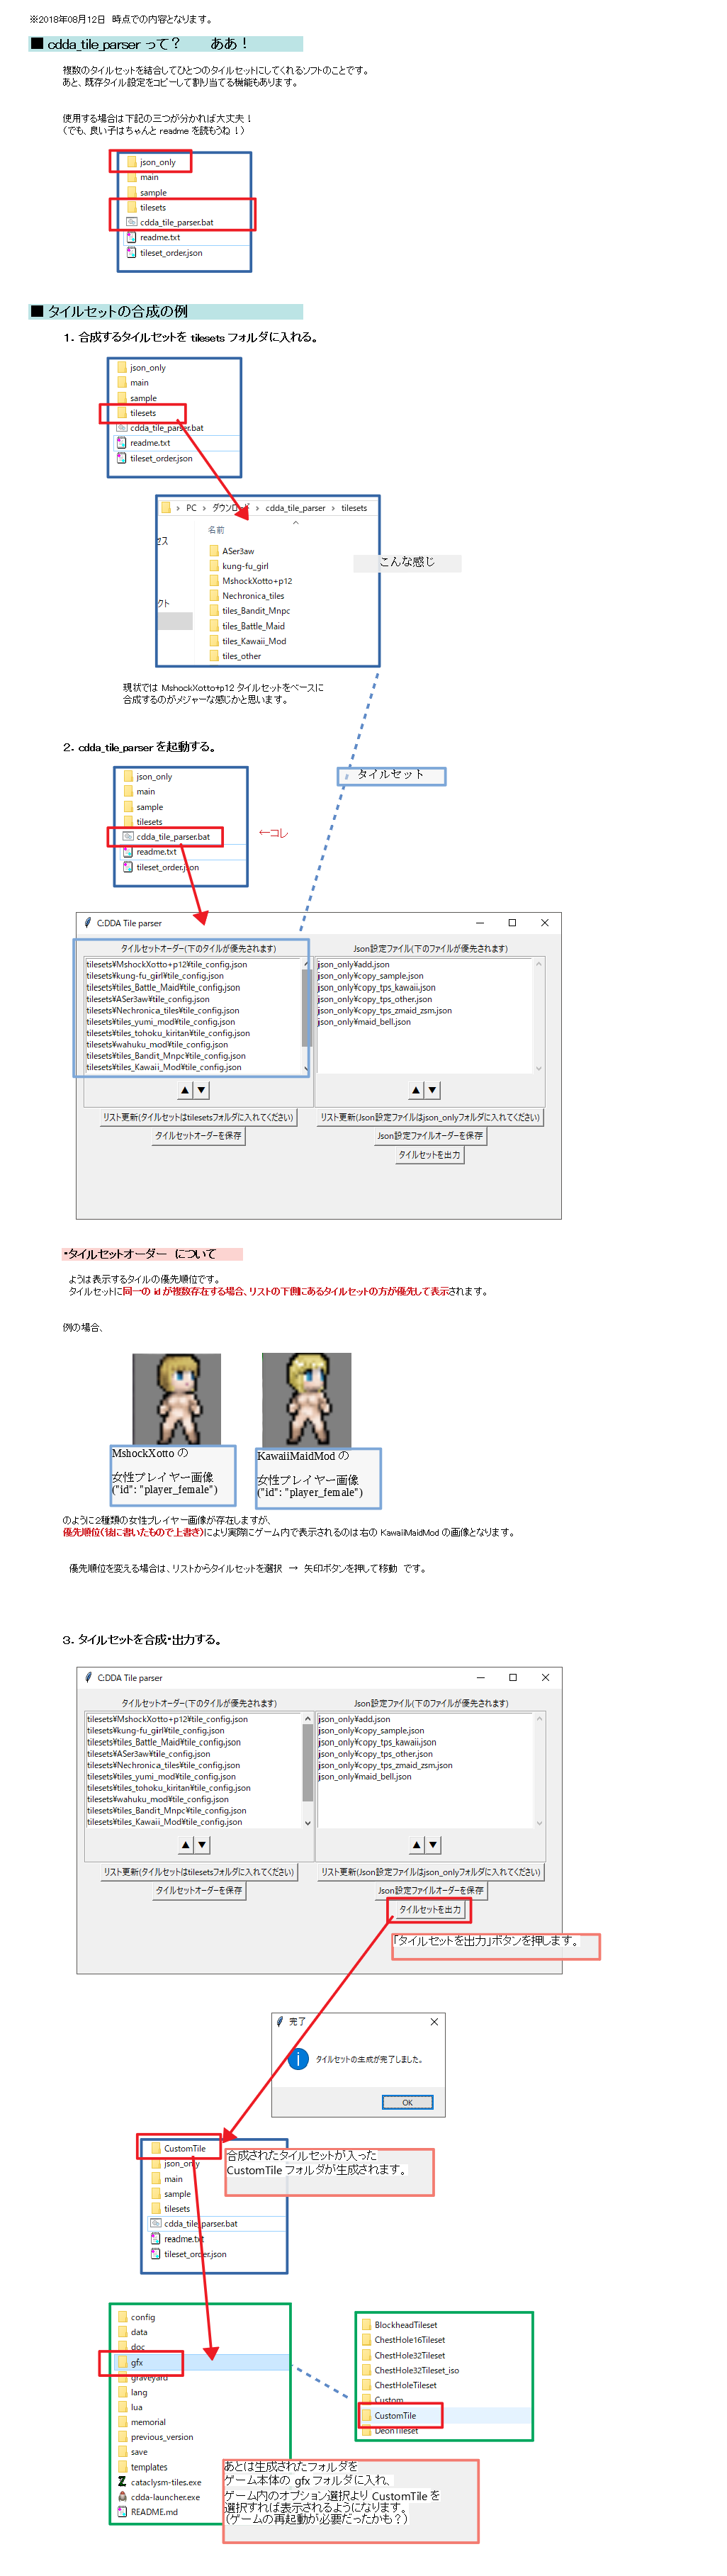 ※2018年08月12日　時点での内容となります。
■ cdda_tile_parser って？　　ああ！
複数のタイルセットを結合してひとつのタイルセットにしてくれるソフトのことです。
あと、既存タイル設定をコピーして割り当てる機能もあります。
使用する場合は下記の三つが分かれば大丈夫！
（でも、良い子はちゃんと readme を読もうね！）
json_only
main
sample
tilesets
cdda_tile_parser.bat
readme.txt
tileset_order.json
■ タイルセットの合成の例
１．合成するタイルセットを tilesets フォルダに入れる。
json_only
main
sample
tilesets
cdda_tile_parser.bat
readme.txt
tileset_order.json
PC › ダウンロード › cdda_tile_parser › tilesets
名前
セス
クト
ASer3aw
kung-fu_girl
MshockXotto+p12
Nechronica_tiles
tiles_Bandit_Mnpc
tiles_Battle_Maid
tiles_Kawaii_Mod
tiles_other
こんな感じ
現状では MshockXotto+p12 タイルセットをベースに
合成するのがメジャーな感じかと思います。
２．cdda_tile_parser を起動する。
タイルセット
json_only
main
sample
tilesets
cdda_tile_parser.bat
←コレ
readme.txt
tileset_order.json
C:DDA Tile parser
タイルセットオーダー(下のタイルが優先されます)
tilesets¥MshockXotto+p12¥tile_config.json
tilesets¥kung-fu_girl¥tile_config.json
tilesets¥tiles_Battle_Maid¥tile_config.json
tilesets¥ASer3aw¥tile_config.json
tilesets¥Nechronica_tiles¥tile_config.json
tilesets¥tiles_yumi_mod¥tile_config.json
tilesets¥tiles_tohoku_kiritan¥tile_config.json
tilesets¥wahuku_mod¥tile_config.json
tilesets¥tiles_Bandit_Mnpc¥tile_config.json
tilesets¥tiles_Kawaii_Mod¥tile_config.json
▲ ▼
リスト更新(タイルセットはtilesetsフォルダに入れてください)
タイルセットオーダーを保存
Json設定ファイル(下のファイルが優先されます)
json_only¥add.json
json_only¥copy_sample.json
json_only¥copy_tps_kawaii.json
json_only¥copy_tps_other.json
json_only¥copy_tps_zmaid_zsm.json
json_only¥maid_bell.json
▲ ▼
リスト更新(Json設定ファイルはjson_onlyフォルダに入れてください)
Json設定ファイルオーダーを保存
タイルセットを出力
・タイルセットオーダー　について
ようは表示するタイルの優先順位です。
タイルセットに同一の id が複数存在する場合、リストの下側にあるタイルセットの方が優先して表示されます。
例の場合、
MshockXotto の
女性プレイヤー画像
("id": "player_female")
KawaiiMaidMod の
女性プレイヤー画像
("id": "player_female")
のように２種類の女性プレイヤー画像が存在しますが、
優先順位（後に書いたもので上書き）により実際にゲーム内で表示されるのは右の KawaiiMaidMod の画像となります。
優先順位を変える場合は、リストからタイルセットを選択　→　矢印ボタンを押して移動　です。
３．タイルセットを合成・出力する。
C:DDA Tile parser
タイルセットオーダー(下のタイルが優先されます)
tilesets¥MshockXotto+p12¥tile_config.json
tilesets¥kung-fu_girl¥tile_config.json
tilesets¥tiles_Battle_Maid¥tile_config.json
tilesets¥ASer3aw¥tile_config.json
tilesets¥Nechronica_tiles¥tile_config.json
tilesets¥tiles_yumi_mod¥tile_config.json
tilesets¥tiles_tohoku_kiritan¥tile_config.json
tilesets¥wahuku_mod¥tile_config.json
tilesets¥tiles_Bandit_Mnpc¥tile_config.json
tilesets¥tiles_Kawaii_Mod¥tile_config.json
▲ ▼
リスト更新(タイルセットはtilesetsフォルダに入れてください)
タイルセットオーダーを保存
Json設定ファイル(下のファイルが優先されます)
json_only¥add.json
json_only¥copy_sample.json
json_only¥copy_tps_kawaii.json
json_only¥copy_tps_other.json
json_only¥copy_tps_zmaid_zsm.json
json_only¥maid_bell.json
▲ ▼
リスト更新(Json設定ファイルはjson_onlyフォルダに入れてください)
Json設定ファイルオーダーを保存
タイルセットを出力
「タイルセットを出力」ボタンを押します。
完了
タイルセットの生成が完了しました。
OK
CustomTile
json_only
main
sample
tilesets
cdda_tile_parser.bat
readme.txt
tileset_order.json
合成されたタイルセットが入った
CustomTile フォルダが生成されます。
config
data
doc
gfx
graveyard
lang
lua
memorial
previous_version
save
templates
cataclysm-tiles.exe
cdda-launcher.exe
README.md
BlockheadTileset
ChestHole16Tileset
ChestHole32Tileset
ChestHole32Tileset_iso
ChestHoleTileset
Custom
CustomTile
DeonTileset
あとは生成されたフォルダを
ゲーム本体の gfx フォルダに入れ、
ゲーム内のオプション選択より CustomTile を
選択すれば表示されるようになります。
（ゲームの再起動が必要だったかも？）